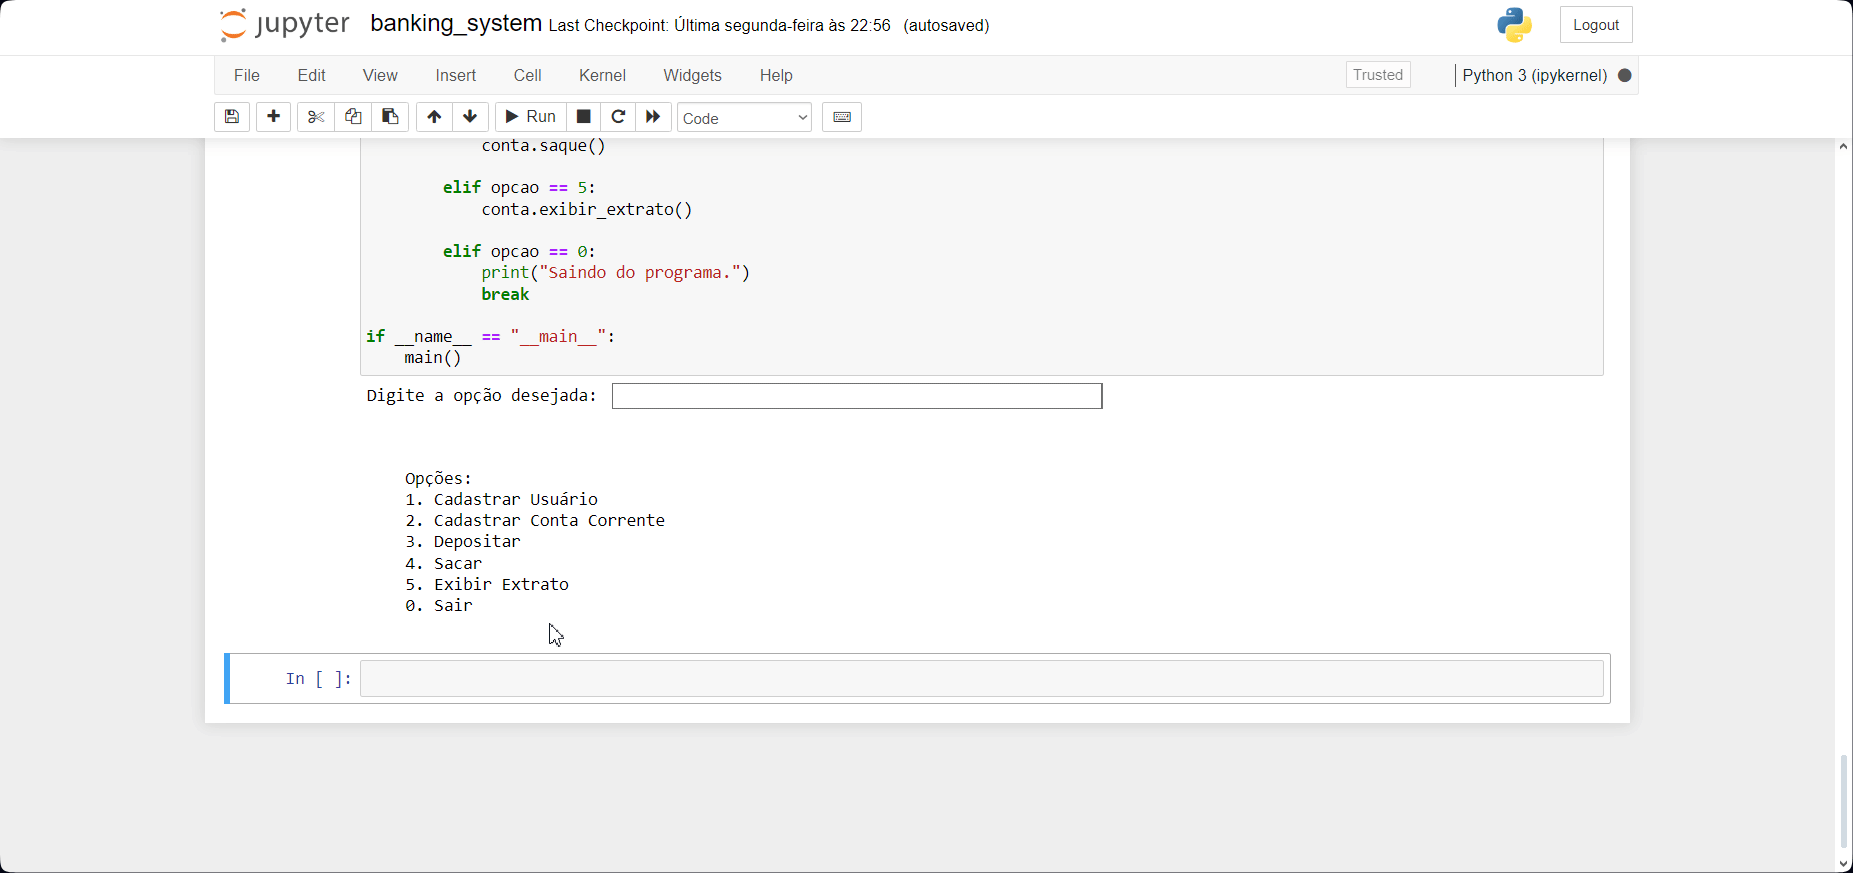 jupyter banking_system Last Checkpoint: Última segunda-feira às 22:56 (autosaved) Logout
File Edit View Insert Cell Kernel Widgets Help Trusted Python 3 (ipykernel)
Run Code
conta.saque()
elif opcao == 5:
conta.exibir_extrato()
elif opcao == 0:
print("Saindo do programa.")
break
if __name__ == "__main__":
main()
Digite a opção desejada:
Opções:
1. Cadastrar Usuário
2. Cadastrar Conta Corrente
3. Depositar
4. Sacar
5. Exibir Extrato
0. Sair
In [ ]: